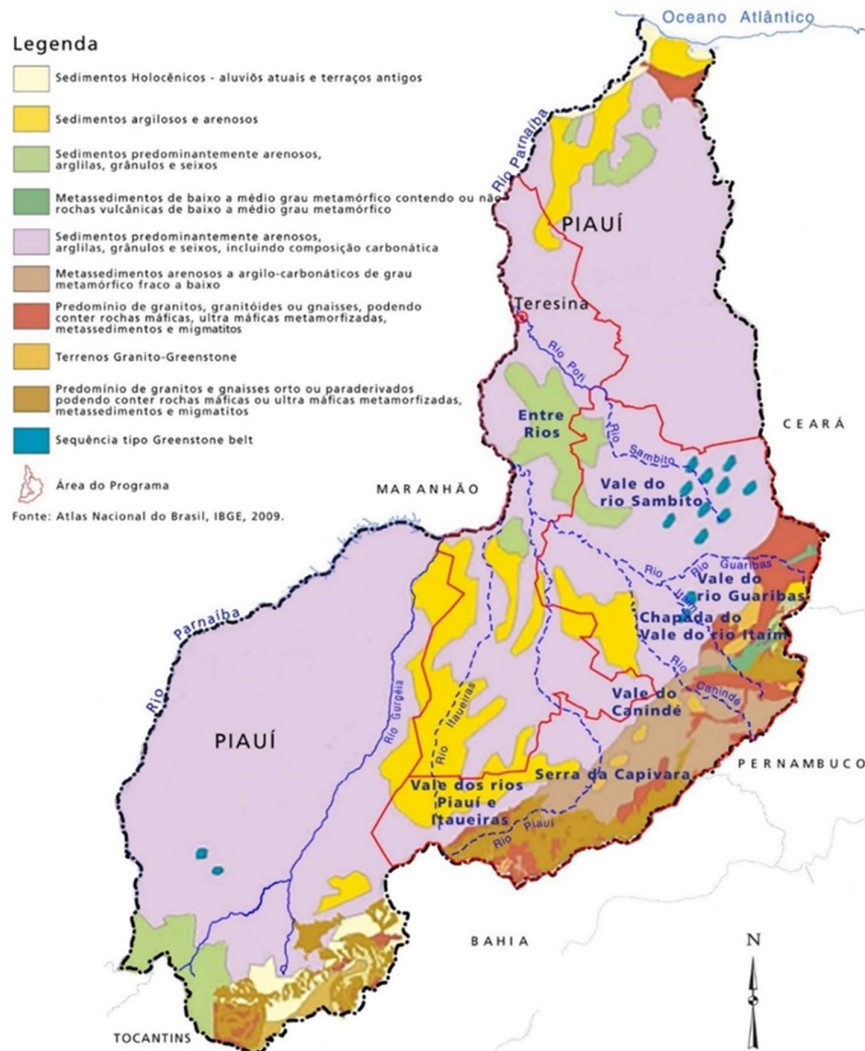 Oceano Atlântico
Legenda
Sedimentos Holocênicos - aluviôs atuais e terraços antigos
Sedimentos argilosos e arenosos
Sedimentos predominantemente arenosos,
arglilas, grânulos e seixos
Metassedimentos de baixo a médio grau metamórfico contendo ou não
rochas vulcânicas de baixo a médio grau metamórfico
Sedimentos predominantemente arenosos,
arglilas, grânulos e seixos, incluindo composição carbonática
Metassedimentos arenosos a argilo-carbonáticos de grau
metamórfico fraco a baixo
Predomínio de granitos, granitóides ou gnaisses, podendo
conter rochas máficas, ultra máficas metamorfizadas,
metassedimentos e migmatitos
Terrenos Granito-Greenstone
Predomínio de granitos e gnaisses orto ou paraderivados
podendo conter rochas máficas ou ultra máficas metamorfizadas,
metassedimentos e migmatitos
Sequência tipo Greenstone belt
Área do Programa
Fonte: Atlas Nacional do Brasil, IBGE, 2009.
Rio Parnaíba
PIAUÍ
Teresina
Rio Poti
Entre
Rios
Rio Sambito
CEARÁ
MARANHÃO
Vale do
rio Sambito
Rio Guaribas
Rio
Vale do
rio Guaribas
Rio Itaim
Chapada do
Vale do rio Itaim
Rio Parnaíba
Rio Canindé
Vale do
Canindé
Rio Gurgéia
Rio Itaueiras
PIAUÍ
PERNAMBUCO
Serra da Capivara
Vale dos rios
Piauí e
Itaueiras
Rio Piauí
BAHIA
N
TOCANTINS